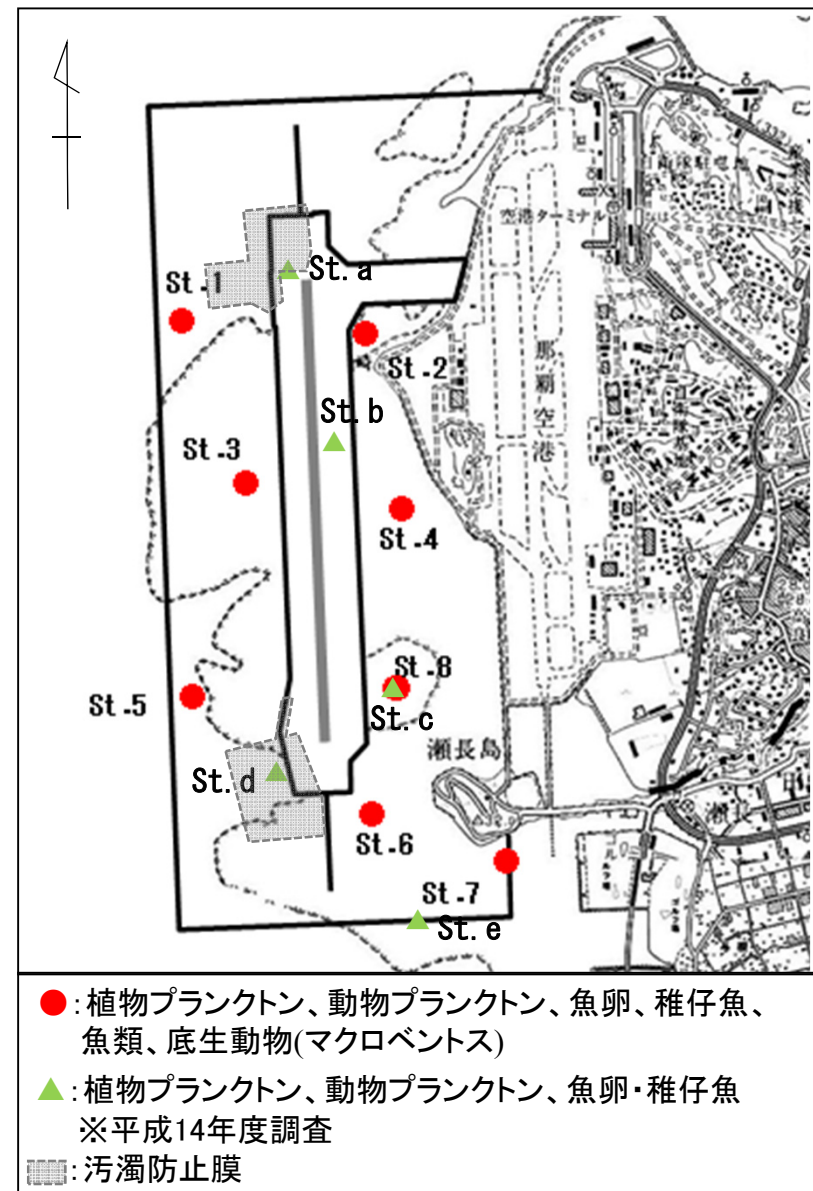 空港ターミナル
St.a
St-1
St-2
St.b
那覇空港
St-3
St-4
St-8
St.c
St-5
瀬長島
St.d
St-6
St-7
St.e
:植物プランクトン、動物プランクトン、魚卵、稚仔魚、
魚類、底生動物(マクロベントス)
:植物プランクトン、動物プランクトン、魚卵・稚仔魚
※平成14年度調査
:汚濁防止膜